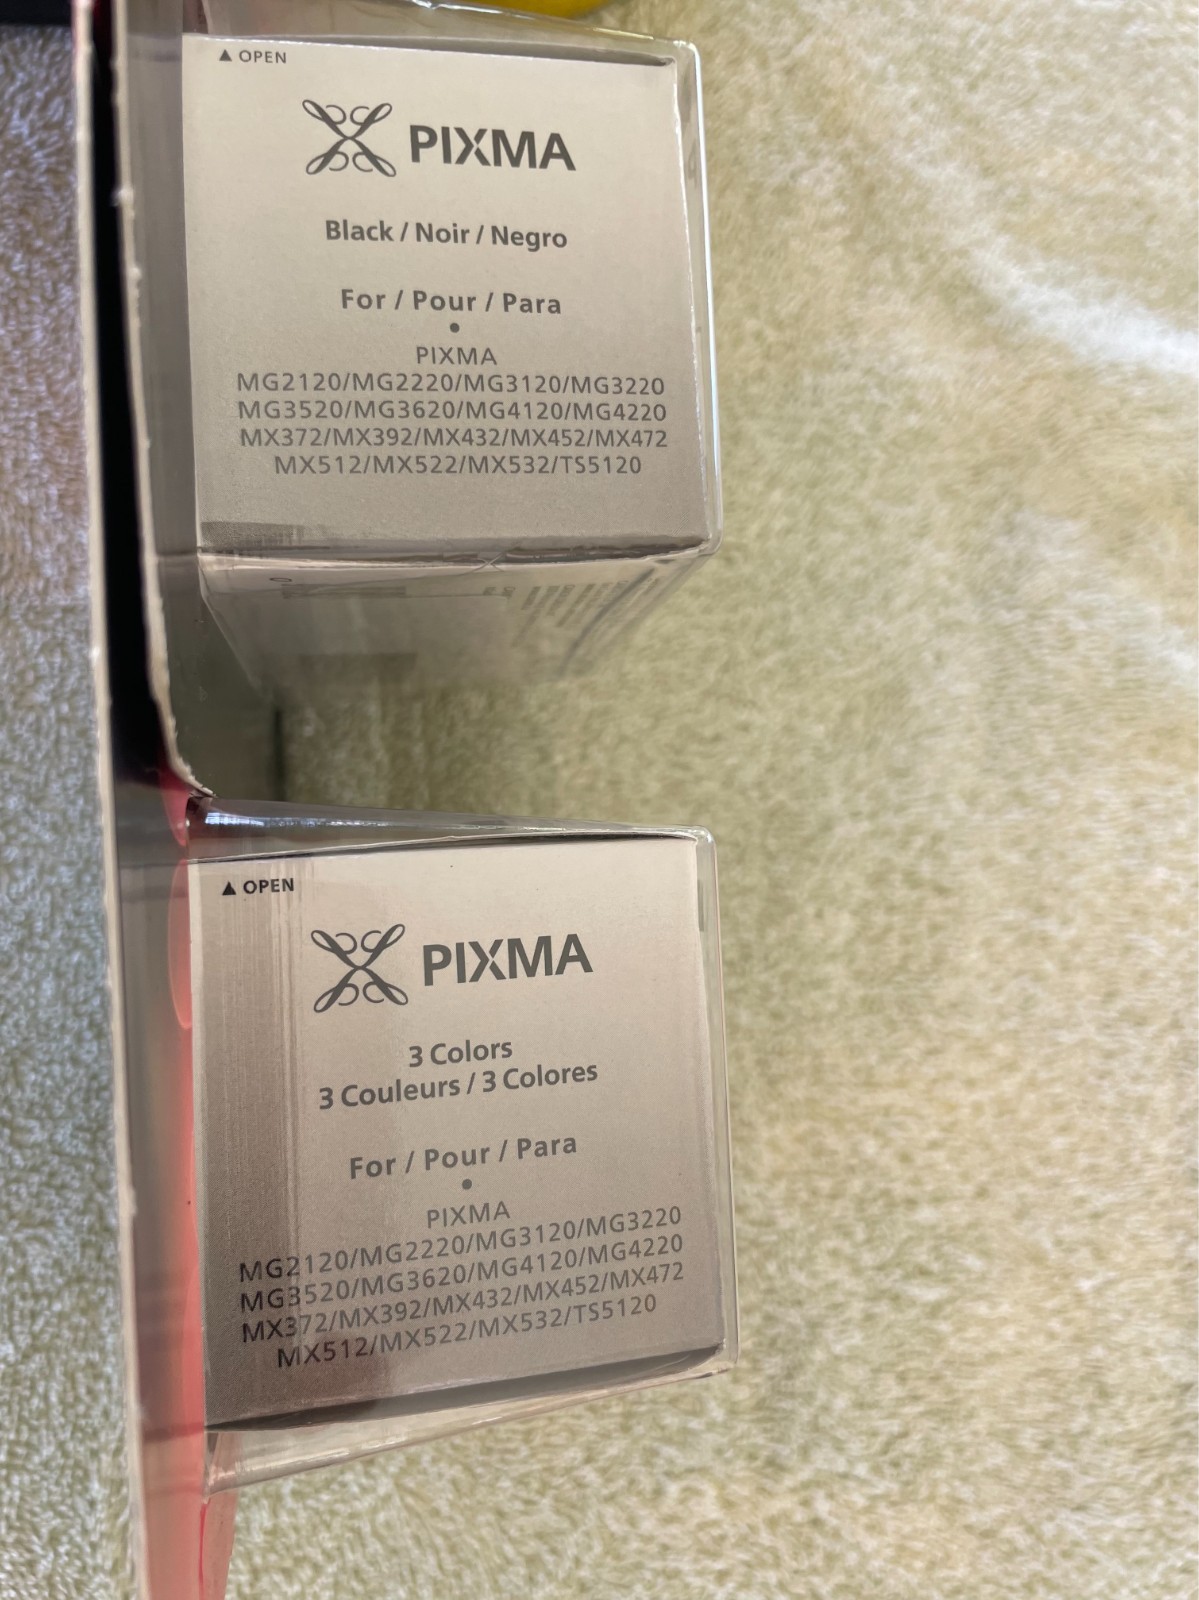 ▲ OPEN
PIXMA
Black / Noir / Negro
For / Pour / Para
•
PIXMA
MG2120/MG2220/MG3120/MG3220
MG3520/MG3620/MG4120/MG4220
MX372/MX392/MX432/MX452/MX472
MX512/MX522/MX532/TS5120
▲ OPEN
PIXMA
3 Colors
3 Couleurs / 3 Colores
For / Pour / Para
•
PIXMA
MG2120/MG2220/MG3120/MG3220
MG3520/MG3620/MG4120/MG4220
MX372/MX392/MX432/MX452/MX472
MX512/MX522/MX532/TS5120